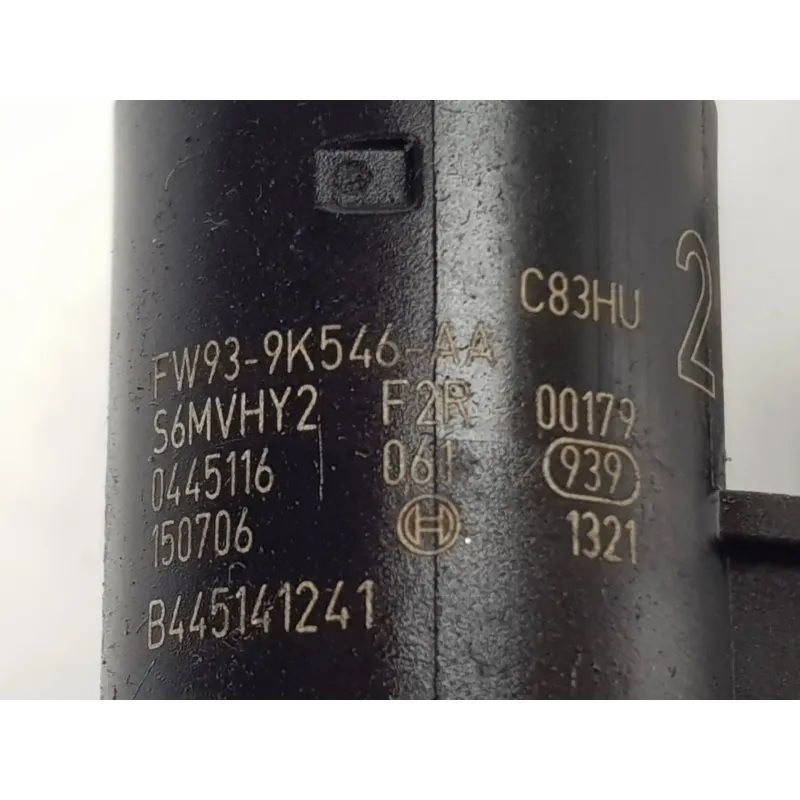 C83HU
2
FW93-9K546-AA
S6MVHY2 F2R 00179
0445116 061 939
150706 1321
B445141241